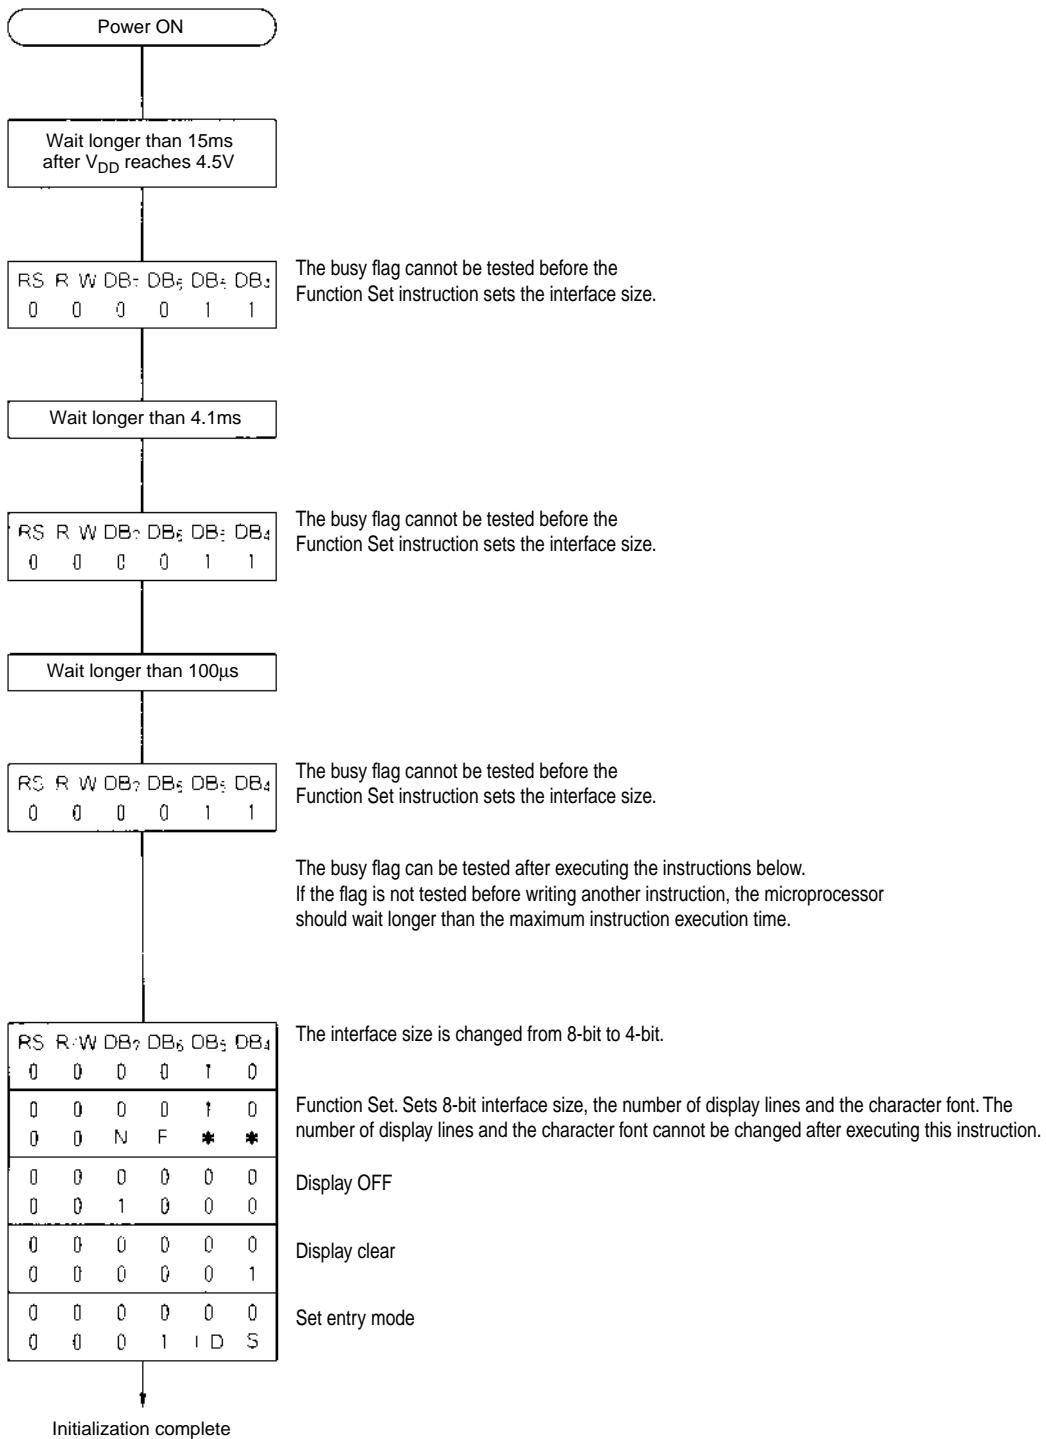 Power ON
Wait longer than 15ms
after VDD reaches 4.5V
RS R W DB7 DB6 DB5 DB4
0 0 0 0 1 1
The busy flag cannot be tested before the
Function Set instruction sets the interface size.
Wait longer than 4.1ms
RS R W DB7 DB6 DB5 DB4
0 0 0 0 1 1
The busy flag cannot be tested before the
Function Set instruction sets the interface size.
Wait longer than 100μs
RS R W DB7 DB6 DB5 DB4
0 0 0 0 1 1
The busy flag cannot be tested before the
Function Set instruction sets the interface size.
The busy flag can be tested after executing the instructions below.
If the flag is not tested before writing another instruction, the microprocessor
should wait longer than the maximum instruction execution time.
RS R/W DB7 DB6 DB5 DB4
0 0 0 0 1 0
The interface size is changed from 8-bit to 4-bit.
0 0 0 0 1 0
0 0 N F * *
Function Set. Sets 8-bit interface size, the number of display lines and the character font. The
number of display lines and the character font cannot be changed after executing this instruction.
0 0 0 0 0 0
0 0 1 0 0 0
Display OFF
0 0 0 0 0 0
0 0 0 0 0 1
Display clear
0 0 0 0 0 0
0 0 0 1 I D S
Set entry mode
Initialization complete